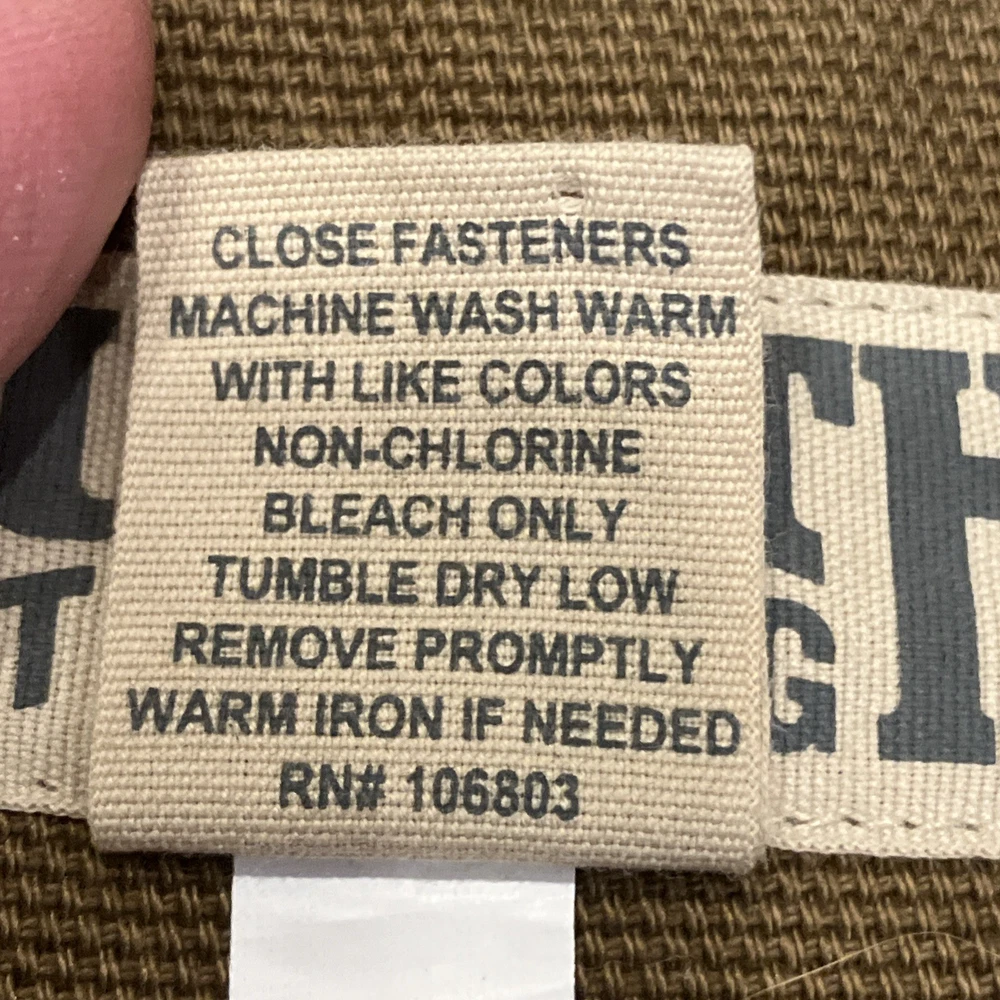 CLOSE FASTENERS
MACHINE WASH WARM
WITH LIKE COLORS
NON-CHLORINE
BLEACH ONLY
TUMBLE DRY LOW
REMOVE PROMPTLY
WARM IRON IF NEEDED
RN# 106803